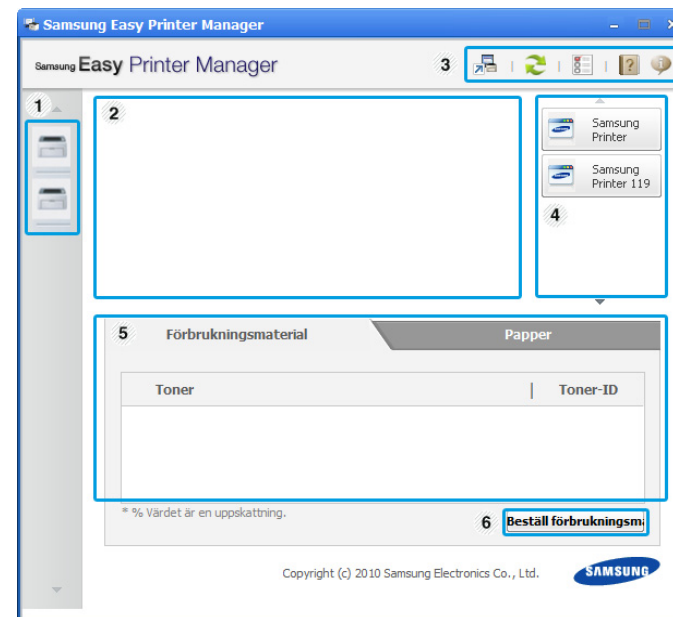 Samsung Easy Printer Manager
Samsung Easy Printer Manager
3
1
2
Samsung
Printer
Samsung
Printer 119
4
5 Förbrukningsmaterial Papper
Toner | Toner-ID
* % Värdet är en uppskattning.
6 Beställ förbrukningsma
Copyright (c) 2010 Samsung Electronics Co., Ltd. SAMSUNG